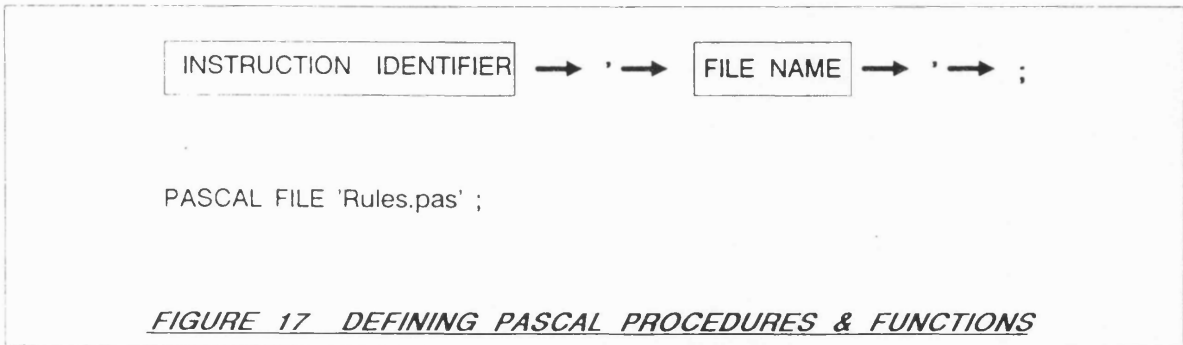 INSTRUCTION IDENTIFIER → ' → FILE NAME → ' → ;
PASCAL FILE 'Rules.pas' ;
FIGURE 17 DEFINING PASCAL PROCEDURES & FUNCTIONS